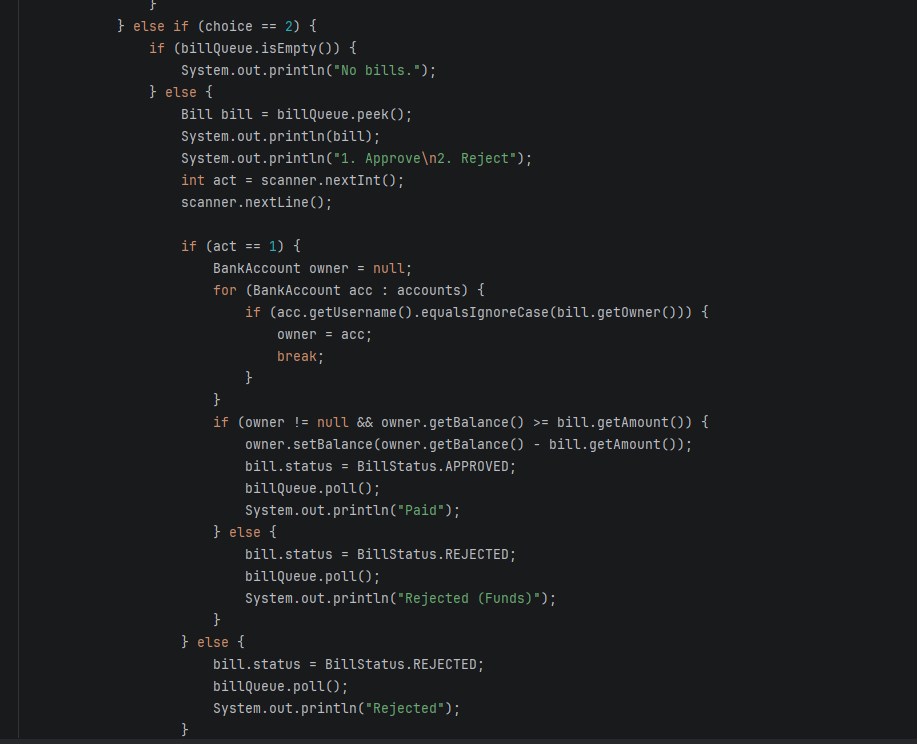 }
} else if (choice == 2) {
if (billQueue.isEmpty()) {
System.out.println("No bills.");
} else {
Bill bill = billQueue.peek();
System.out.println(bill);
System.out.println("1. Approve\n2. Reject");
int act = scanner.nextInt();
scanner.nextLine();
if (act == 1) {
BankAccount owner = null;
for (BankAccount acc : accounts) {
if (acc.getUsername().equalsIgnoreCase(bill.getOwner())) {
owner = acc;
break;
}
}
if (owner != null && owner.getBalance() >= bill.getAmount()) {
owner.setBalance(owner.getBalance() - bill.getAmount());
bill.status = BillStatus.APPROVED;
billQueue.poll();
System.out.println("Paid");
} else {
bill.status = BillStatus.REJECTED;
billQueue.poll();
System.out.println("Rejected (Funds)");
}
} else {
bill.status = BillStatus.REJECTED;
billQueue.poll();
System.out.println("Rejected");
}